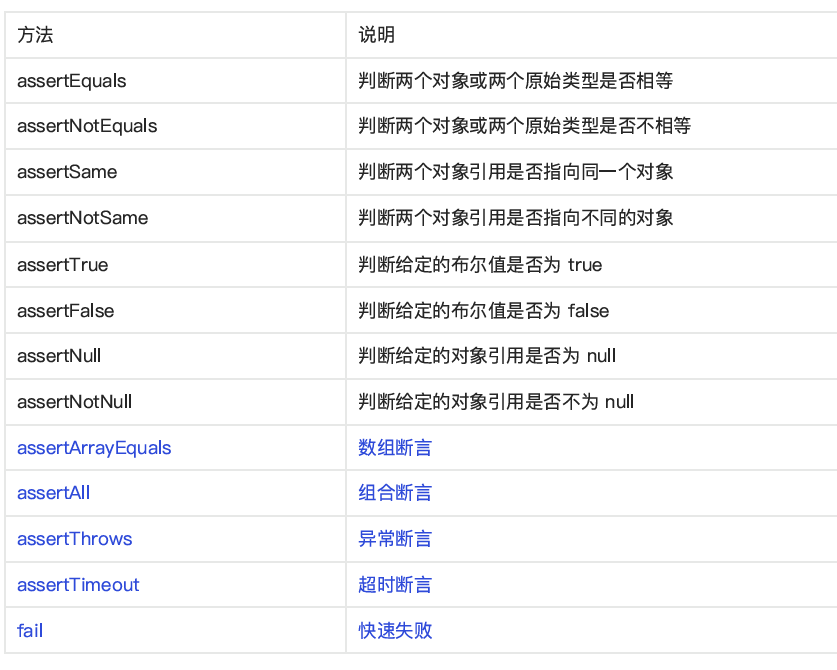 方法 说明
assertEquals 判断两个对象或两个原始类型是否相等
assertNotEquals 判断两个对象或两个原始类型是否不相等
assertSame 判断两个对象引用是否指向同一个对象
assertNotSame 判断两个对象引用是否指向不同的对象
assertTrue 判断给定的布尔值是否为 true
assertFalse 判断给定的布尔值是否为 false
assertNull 判断给定的对象引用是否为 null
assertNotNull 判断给定的对象引用是否不为 null
assertArrayEquals 数组断言
assertAll 组合断言
assertThrows 异常断言
assertTimeout 超时断言
fail 快速失败